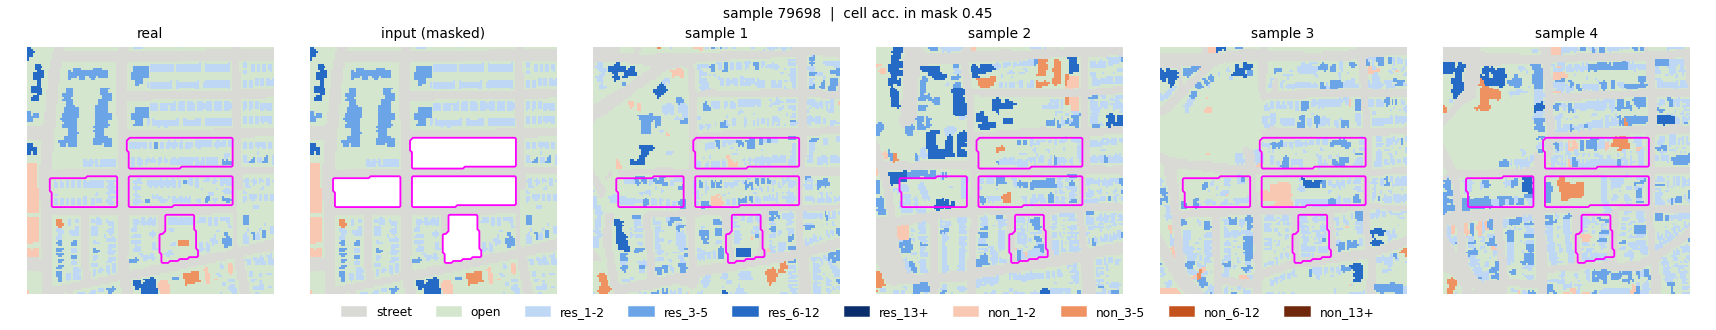 sample 79698 | cell acc. in mask 0.45
real
input (masked)
sample 1
sample 2
sample 3
sample 4
street
open
res_1-2
res_3-5
res_6-12
res_13+
non_1-2
non_3-5
non_6-12
non_13+